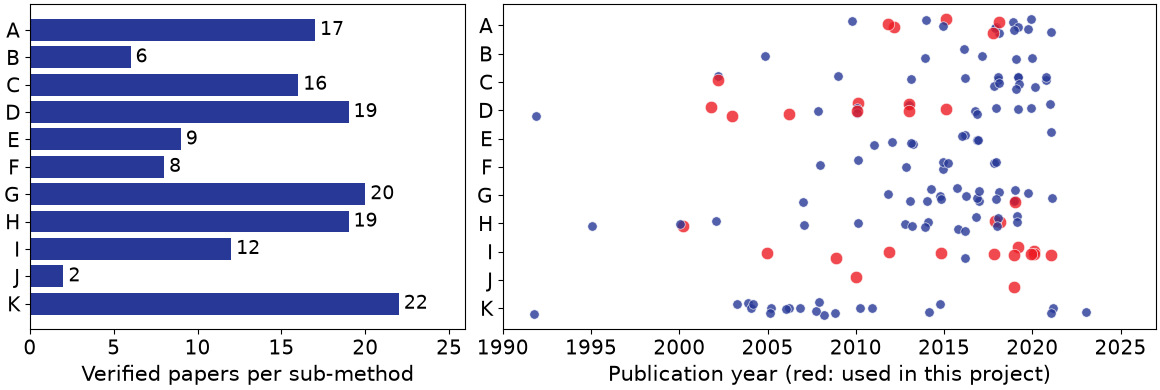 A 17
B 6
C 16
D 19
E 9
F 8
G 20
H 19
I 12
J 2
K 22
0 5 10 15 20 25
Verified papers per sub-method
A
B
C
D
E
F
G
H
I
J
K
1990 1995 2000 2005 2010 2015 2020 2025
Publication year (red: used in this project)